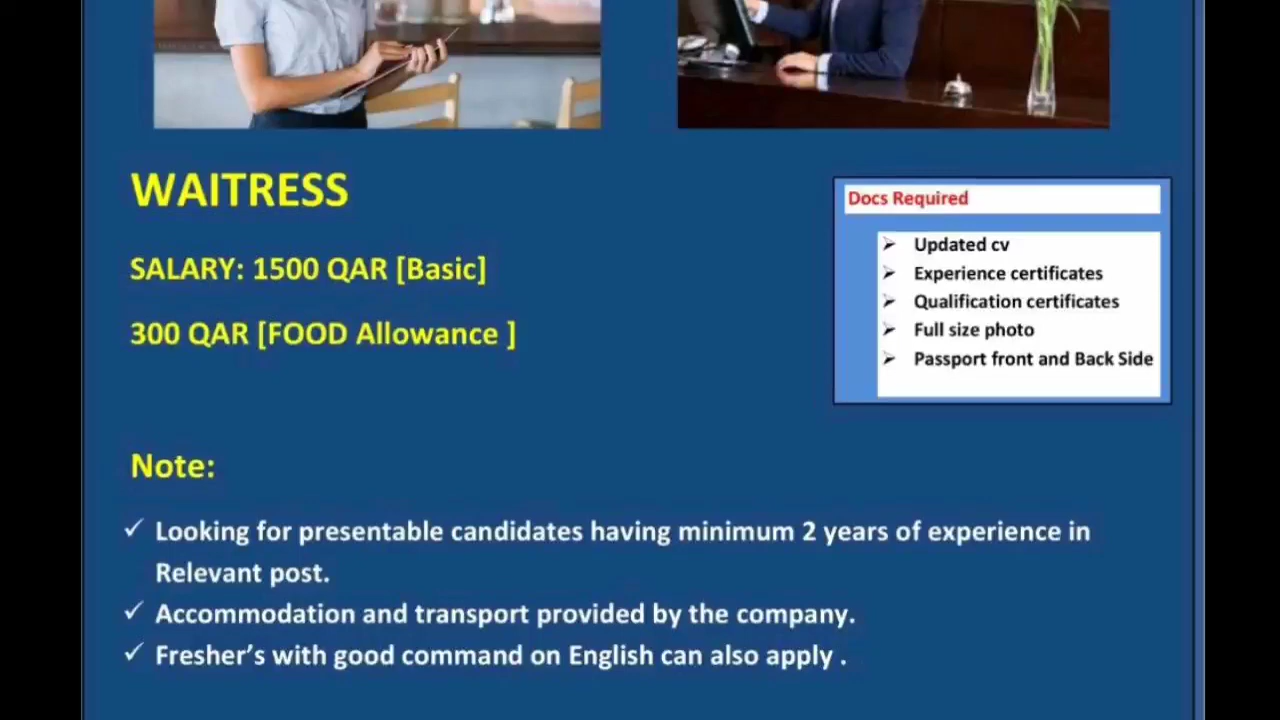 WAITRESS
SALARY: 1500 QAR [Basic]
300 QAR [FOOD Allowance ]
Docs Required
➢ Updated cv
➢ Experience certificates
➢ Qualification certificates
➢ Full size photo
➢ Passport front and Back Side
Note:
✓ Looking for presentable candidates having minimum 2 years of experience in
Relevant post.
✓ Accommodation and transport provided by the company.
✓ Fresher’s with good command on English can also apply .